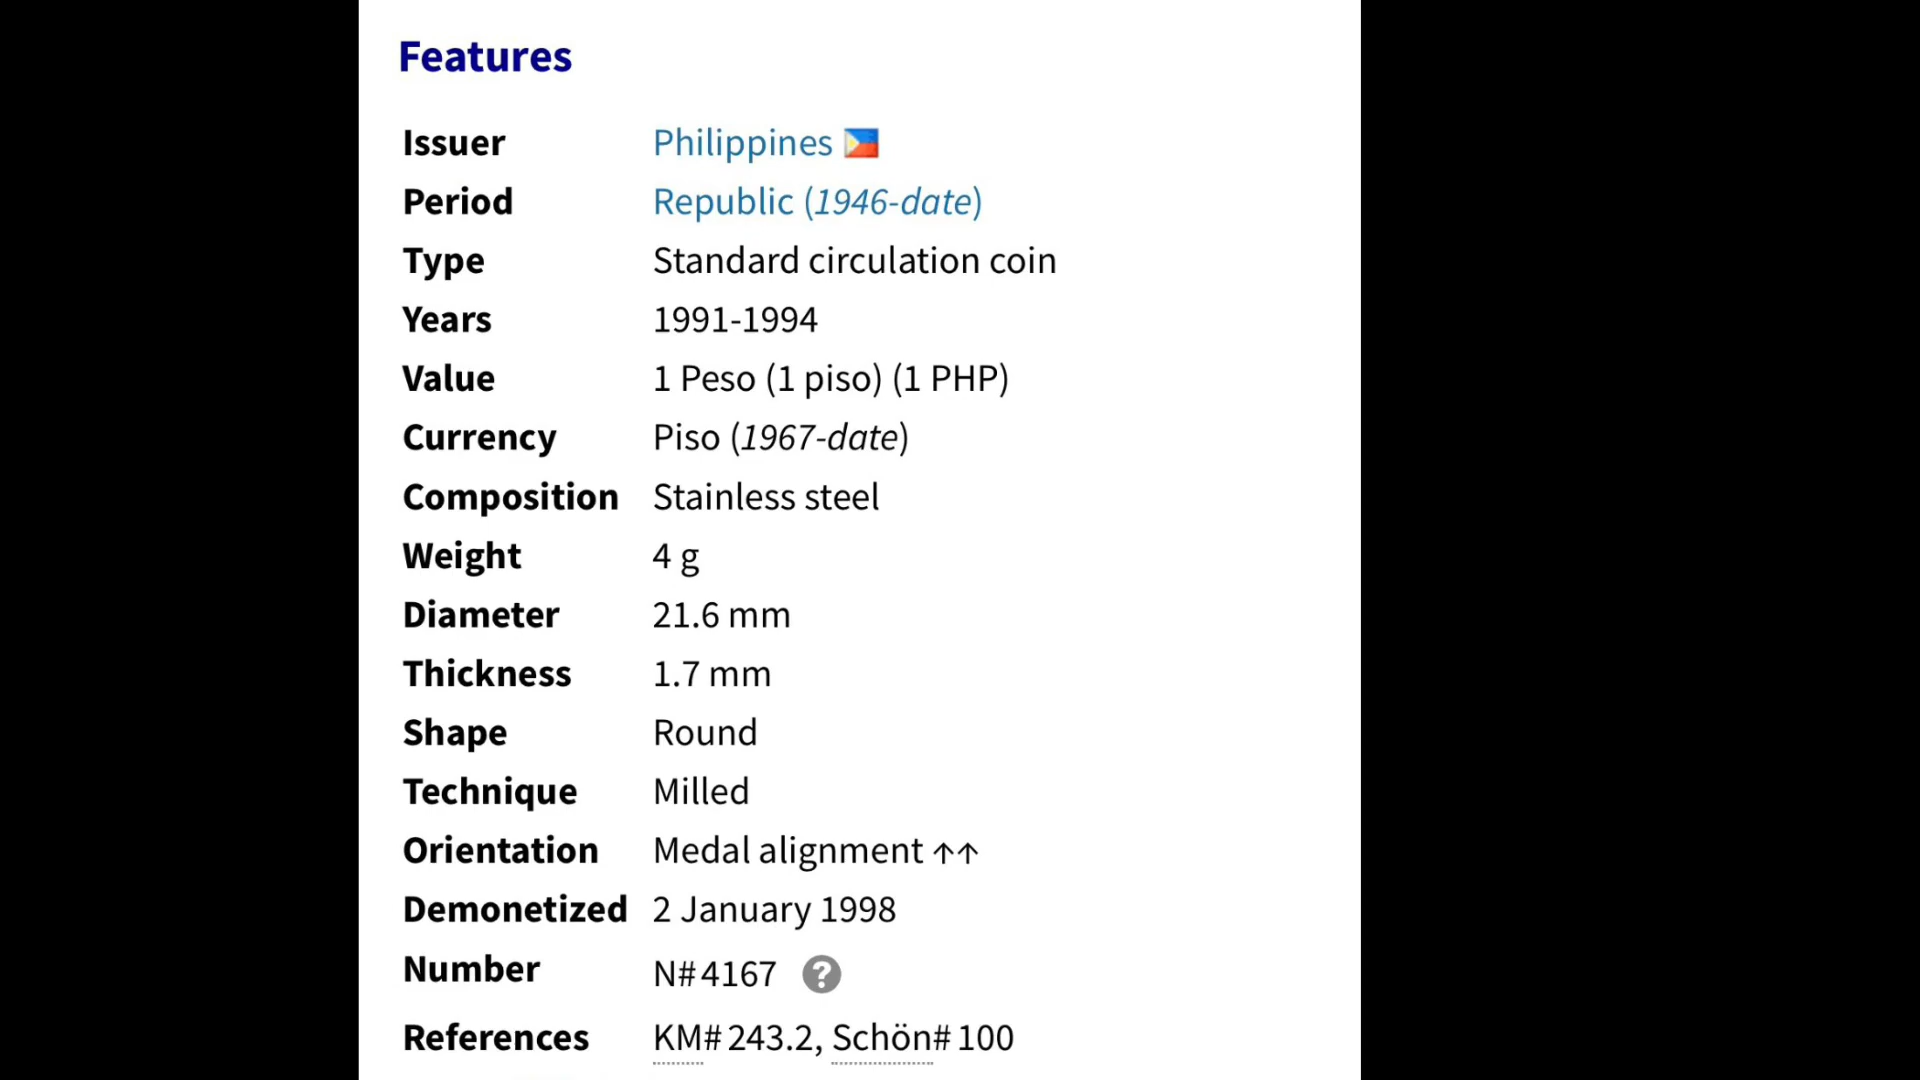 Features
Issuer Philippines
Period Republic (1946-date)
Type Standard circulation coin
Years 1991-1994
Value 1 Peso (1 piso) (1 PHP)
Currency Piso (1967-date)
Composition Stainless steel
Weight 4 g
Diameter 21.6 mm
Thickness 1.7 mm
Shape Round
Technique Milled
Orientation Medal alignment ↑↑
Demonetized 2 January 1998
Number N# 4167 ?
References KM# 243.2, Schön# 100